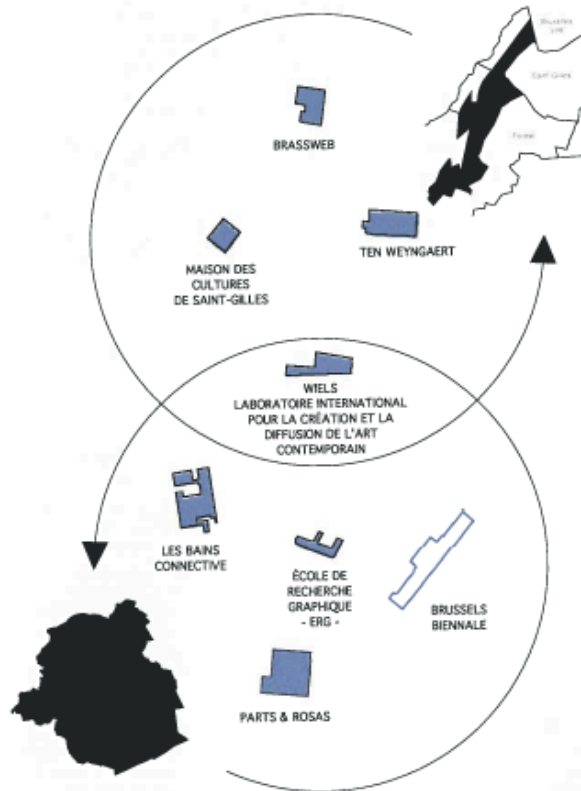 Saint-Gilles
Forest
BRASSWEB
TEN WEYNGAERT
MAISON DES
CULTURES
DE SAINT-GILLES
WIELS
LABORATOIRE INTERNATIONAL
POUR LA CRÉATION ET LA
DIFFUSION DE L'ART
CONTEMPORAIN
LES BAINS
CONNECTIVE
ÉCOLE DE
RECHERCHE
GRAPHIQUE
- ERG -
BRUSSELS
BIENNALE
PARTS & ROSAS